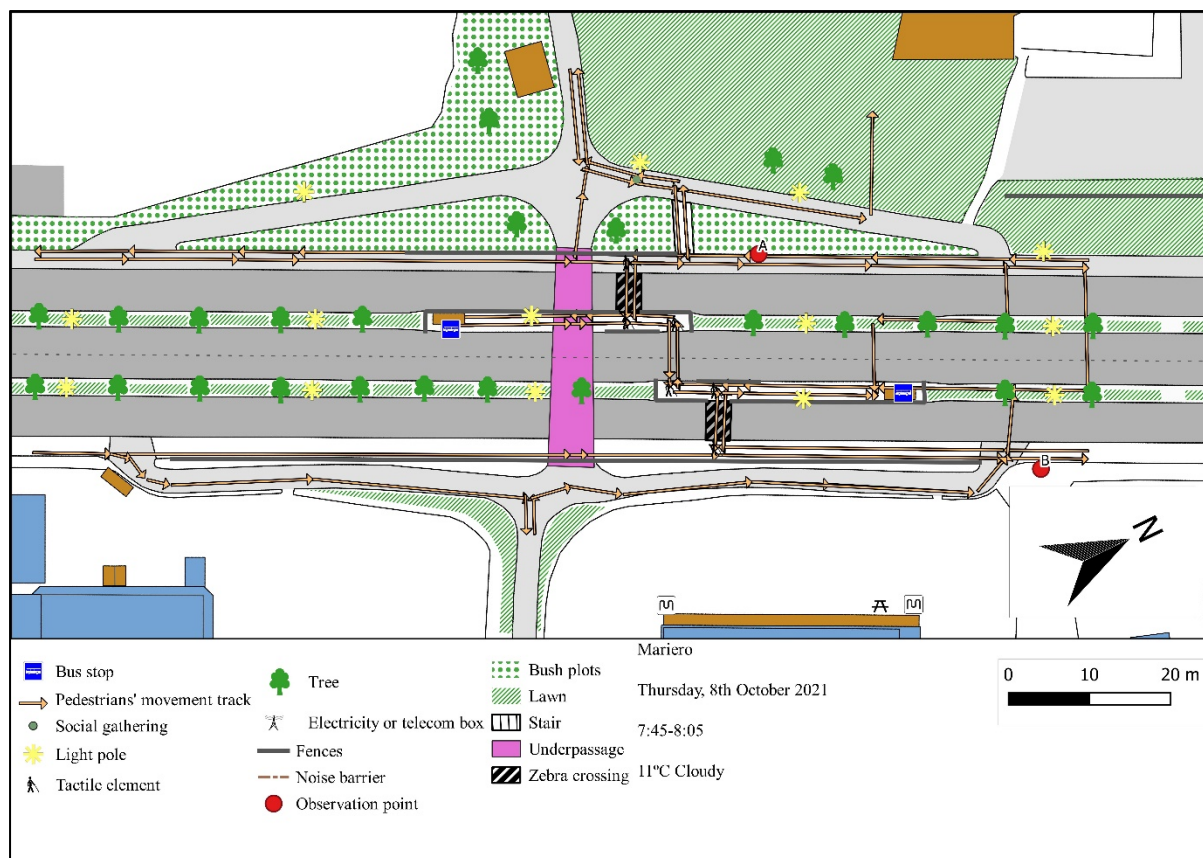 A
B
N
Bus stop
Pedestrians' movement track
Social gathering
Light pole
Tactile element
Tree
Electricity or telecom box
Fences
Noise barrier
Observation point
Bush plots
Lawn
Stair
Underpassage
Zebra crossing
Mariero
Thursday, 8th October 2021
7:45-8:05
11°C Cloudy
0 10 20 m